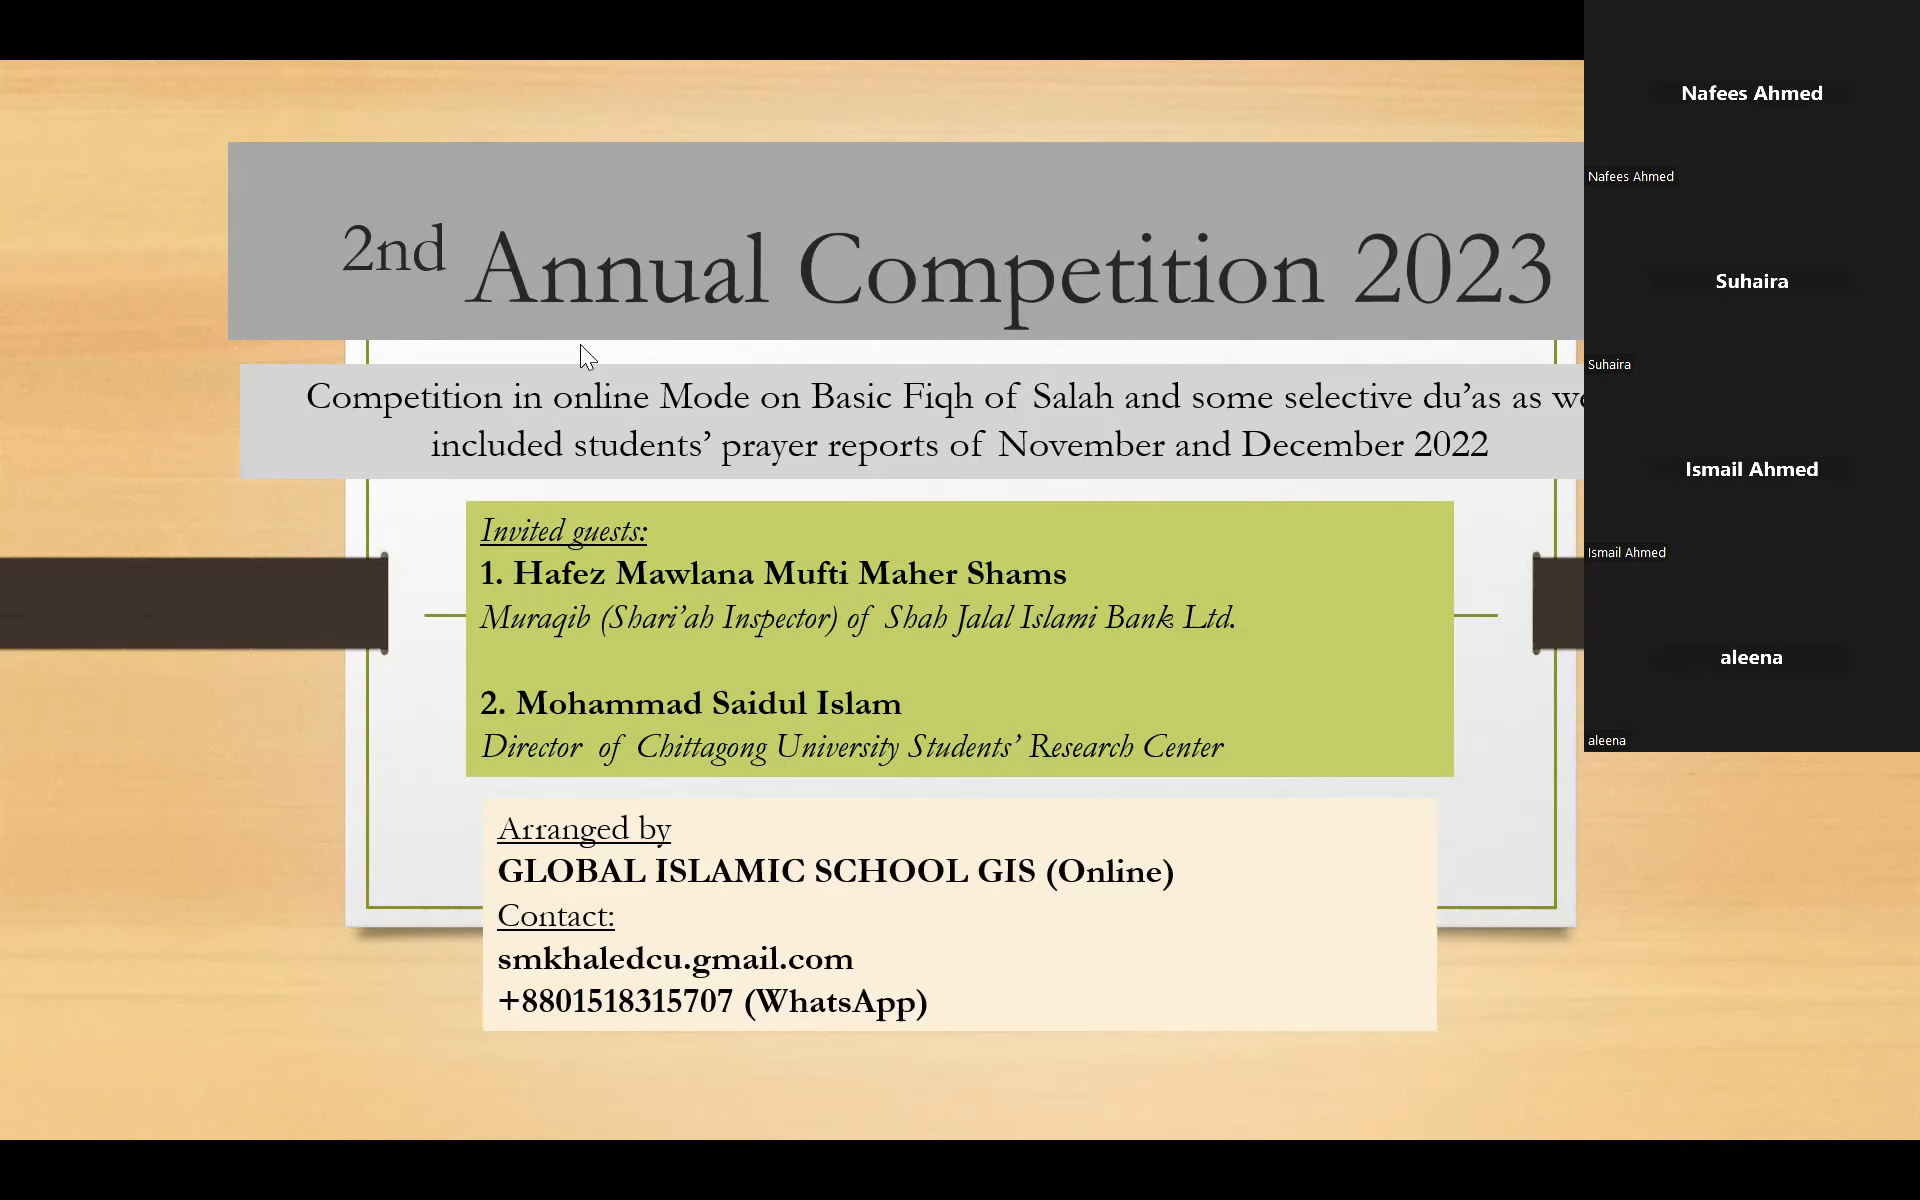 2nd Annual Competition 2023
Competition in online Mode on Basic Fiqh of Salah and some selective du’as as
included students’ prayer reports of November and December 2022
Invited guests:
1. Hafez Mawlana Mufti Maher Shams
Muraqib (Shari’ah Inspector) of Shah Jalal Islami Bank Ltd.
2. Mohammad Saidul Islam
Director of Chittagong University Students’ Research Center
Arranged by
GLOBAL ISLAMIC SCHOOL GIS (Online)
Contact:
smkhaledcu.gmail.com
+8801518315707 (WhatsApp)
Nafees Ahmed
Nafees Ahmed
Suhaira
Suhaira
Ismail Ahmed
Ismail Ahmed
aleena
aleena